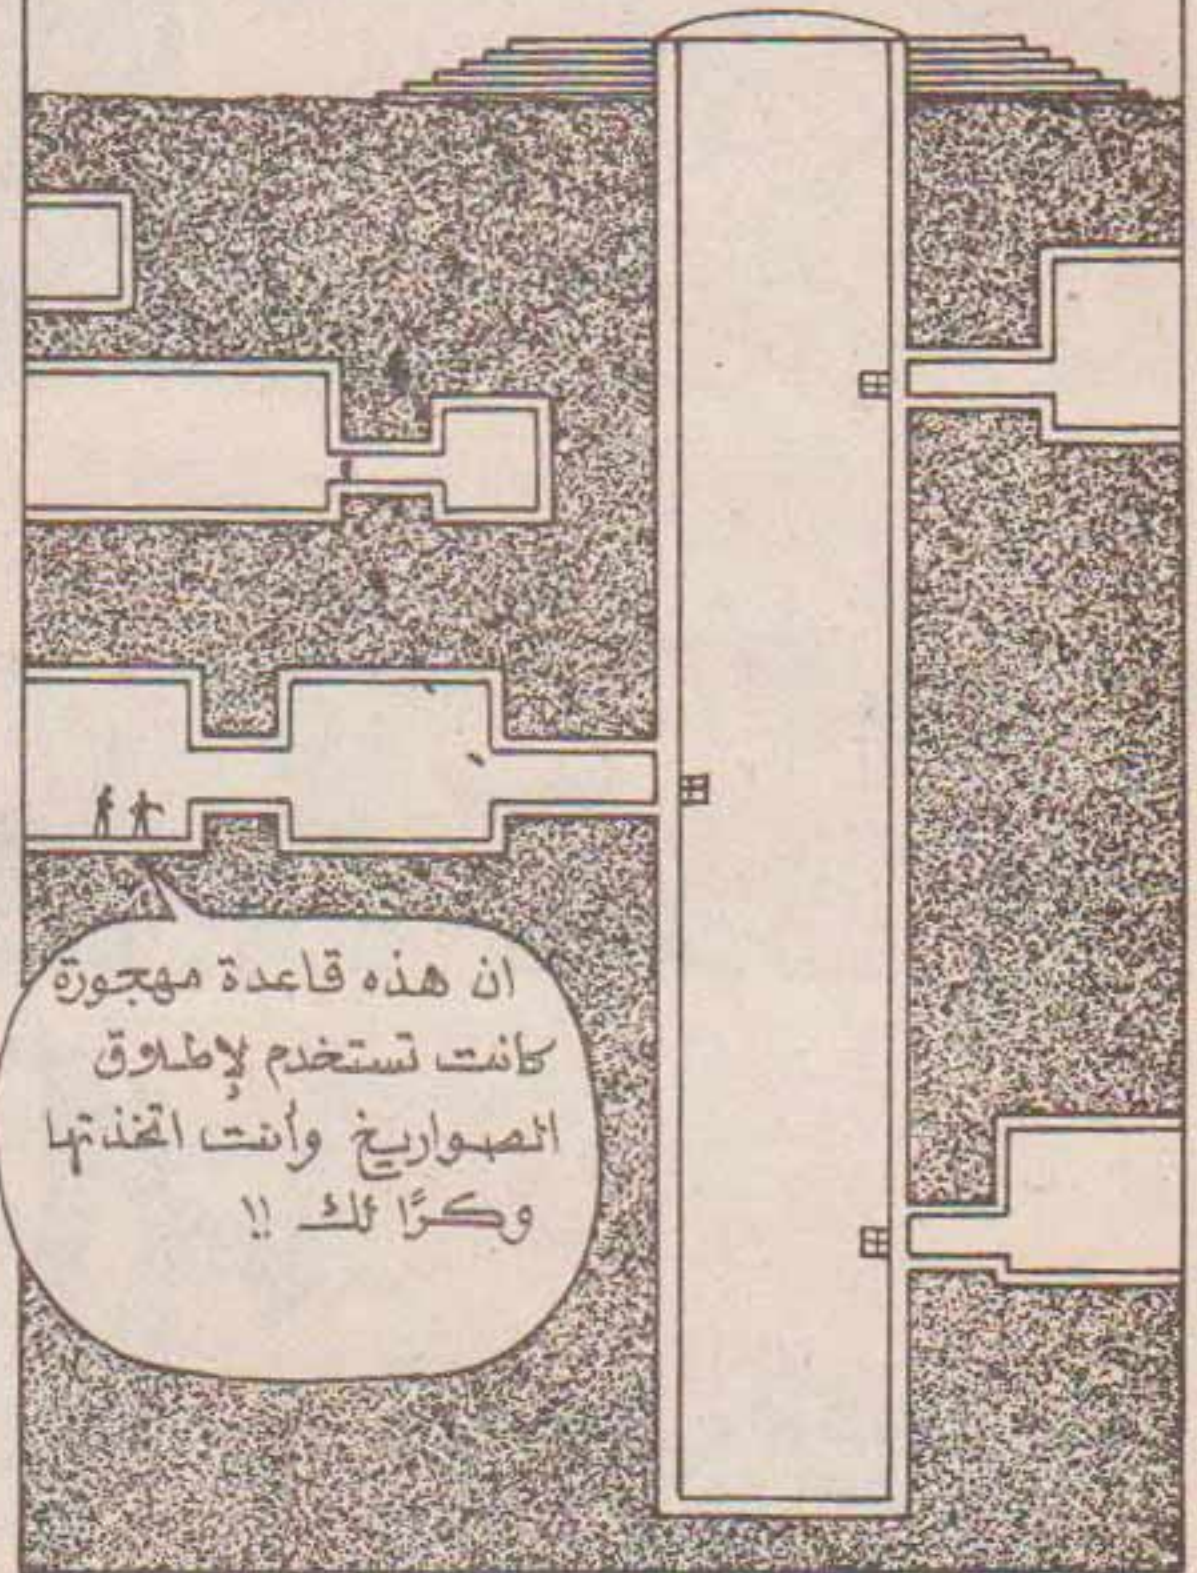 ان هذه قاعدة مهجورة
كانت تستخدم لإطلاق
الصواريخ وأنت اتخذتها
وكرًا لك !!